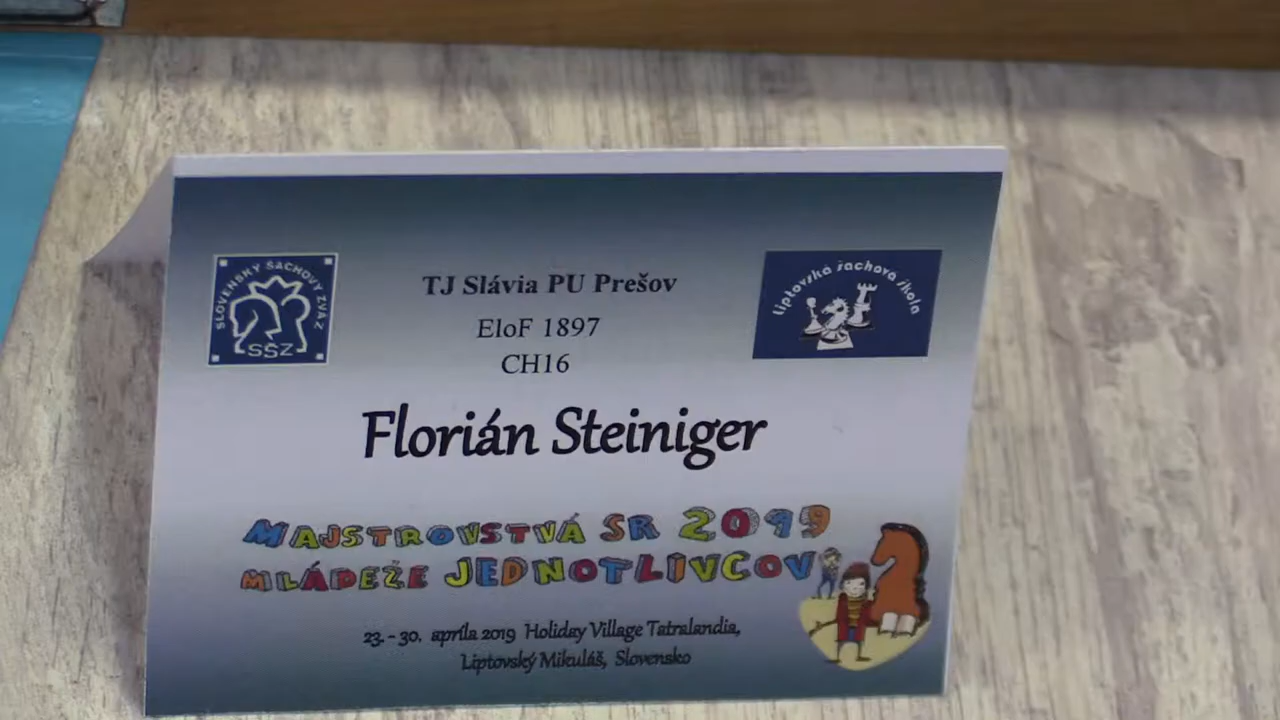 SLOVENSKÝ ŠACHOVÝ ZVÄZ
SŠZ
TJ Slávia PU Prešov
EloF 1897
CH16
Liptovská šachová škola
Florián Steiniger
MAJSTROVSTVÁ SR 2019
MLÁDEŽE JEDNOTLIVCOV
23. - 30. apríla 2019 Holiday Village Tatralandia,
Liptovský Mikuláš, Slovensko